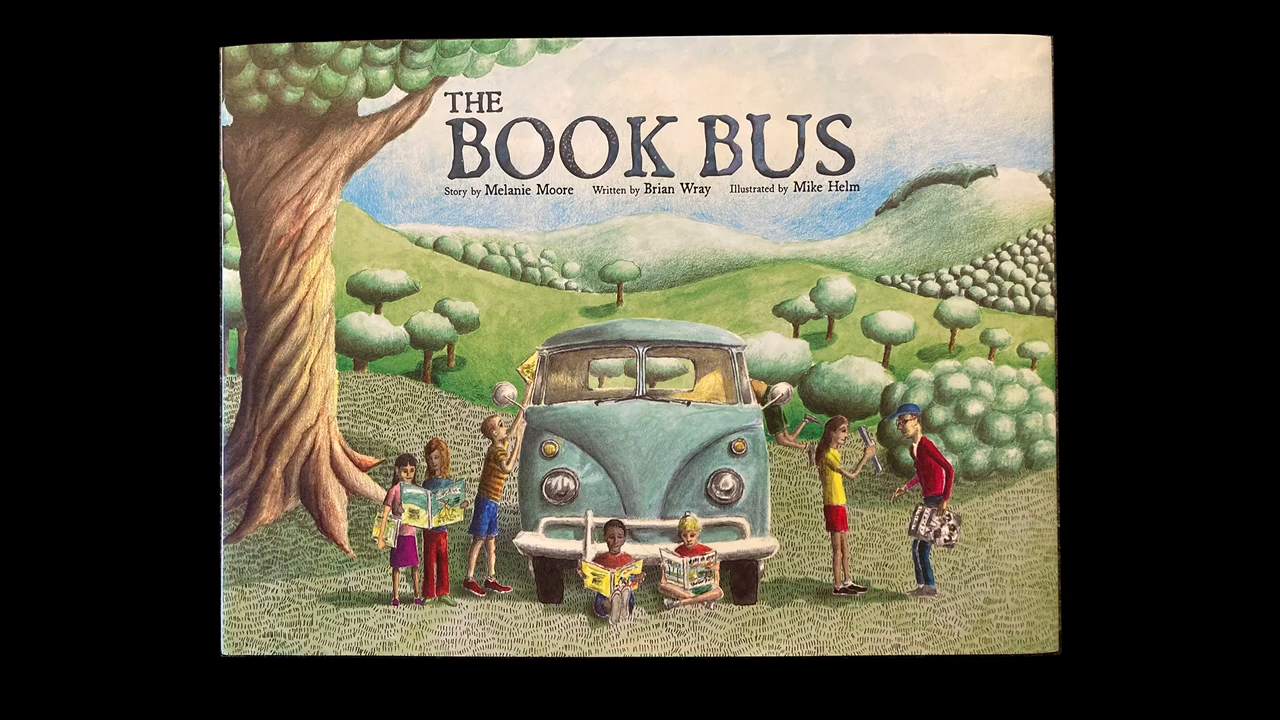 THE
BOOK BUS
Story by Melanie Moore Written by Brian Wray Illustrated by Mike Helm